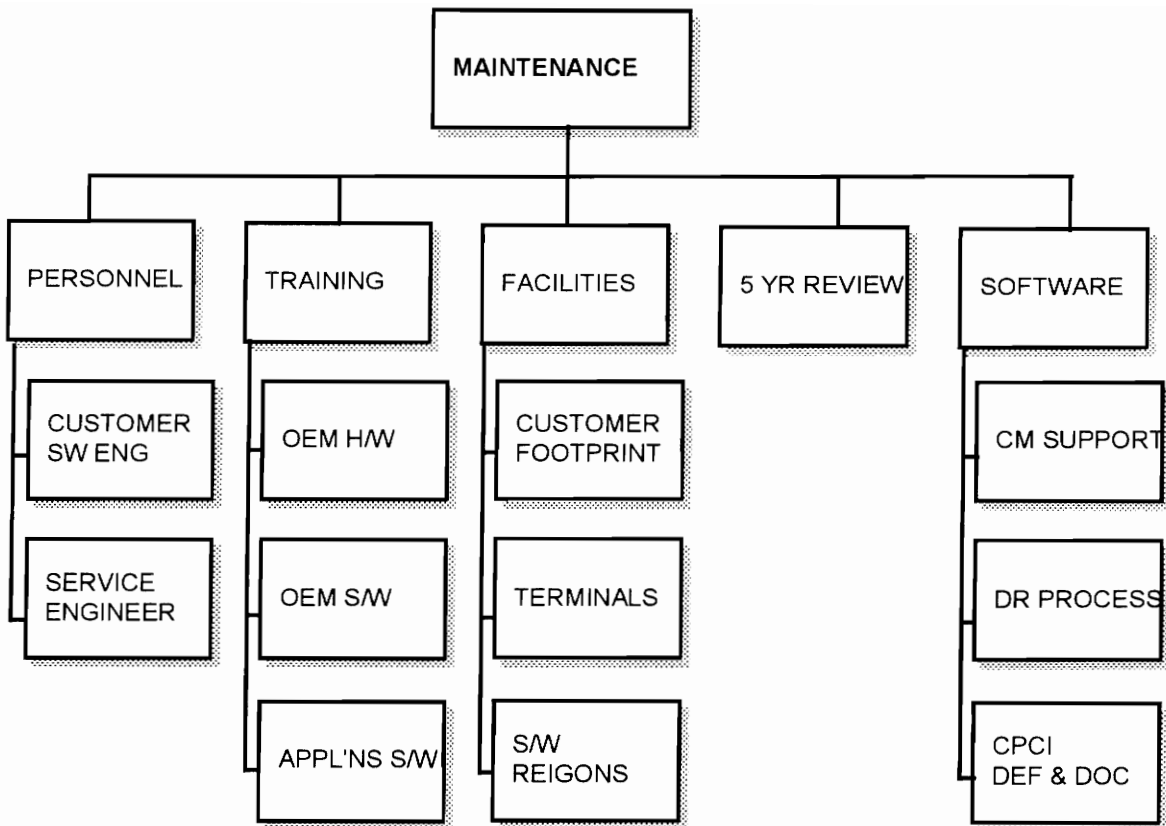 MAINTENANCE
PERSONNEL
TRAINING
FACILITIES
5 YR REVIEW
SOFTWARE
CUSTOMER
SW ENG
OEM H/W
CUSTOMER
FOOTPRINT
CM SUPPORT
SERVICE
ENGINEER
OEM S/W
TERMINALS
DR PROCESS
APPL'NS S/W
S/W
REIGONS
CPCI
DEF & DOC